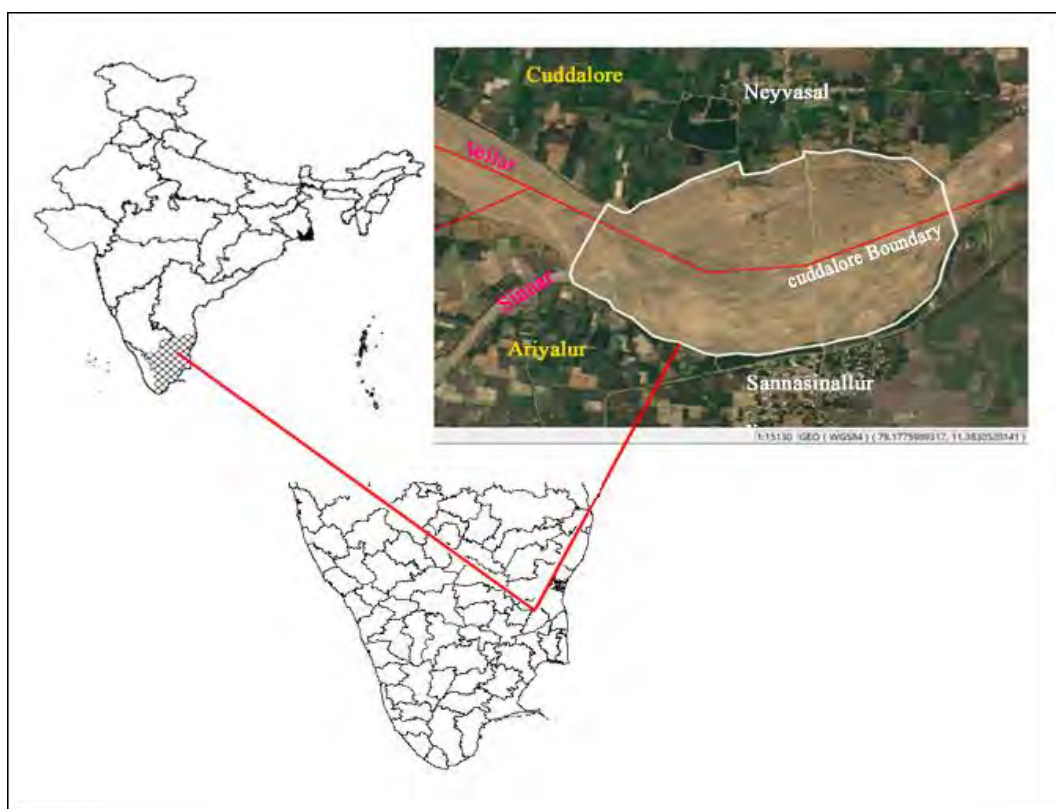 Cuddalore
Neyvasal
Vellar
cuddalore Boundary
Sinnar
Ariyalur
Sannasinallur
1:15130 GEO ( WGS84 ) ( 79.1775989317, 11.3830520141 )